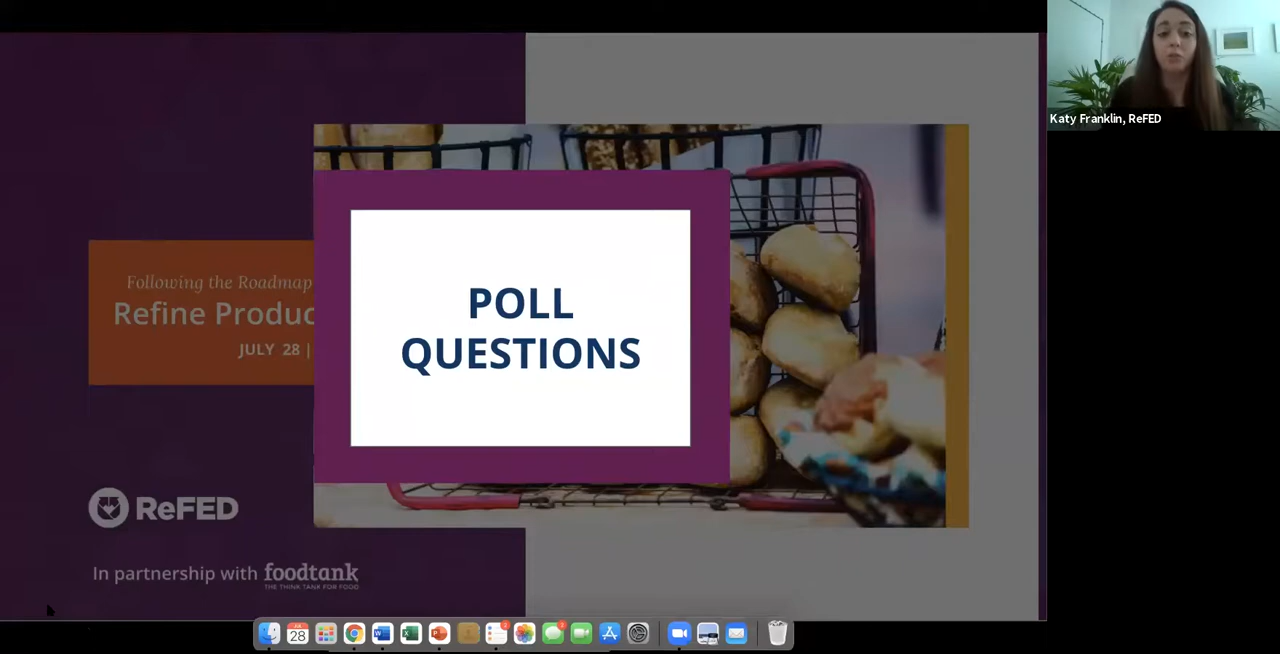 Katy Franklin, ReFED
POLL
QUESTIONS
Following the Roadmap
Refine Produc
JULY 28 |
ReFED
In partnership with foodtank
THE THINK TANK FOR FOOD
28